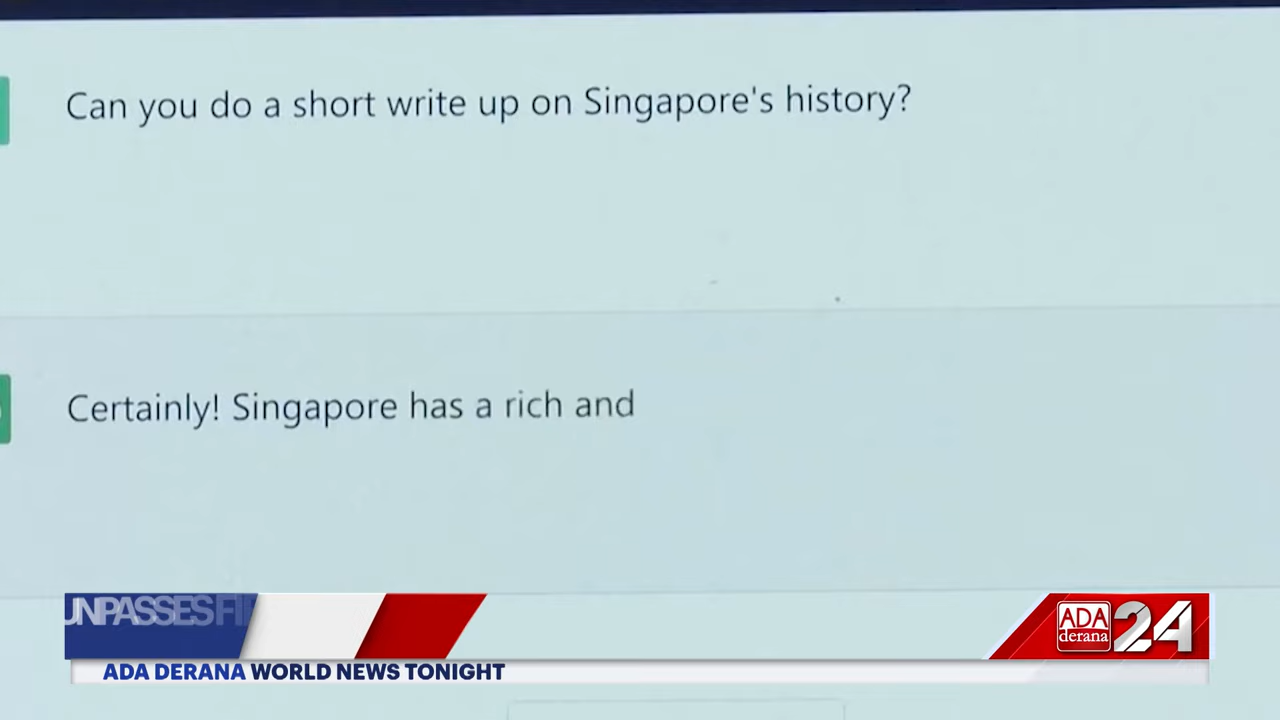 Can you do a short write up on Singapore's history?
Certainly! Singapore has a rich and
ADA
derana
24
ADA DERANA WORLD NEWS TONIGHT